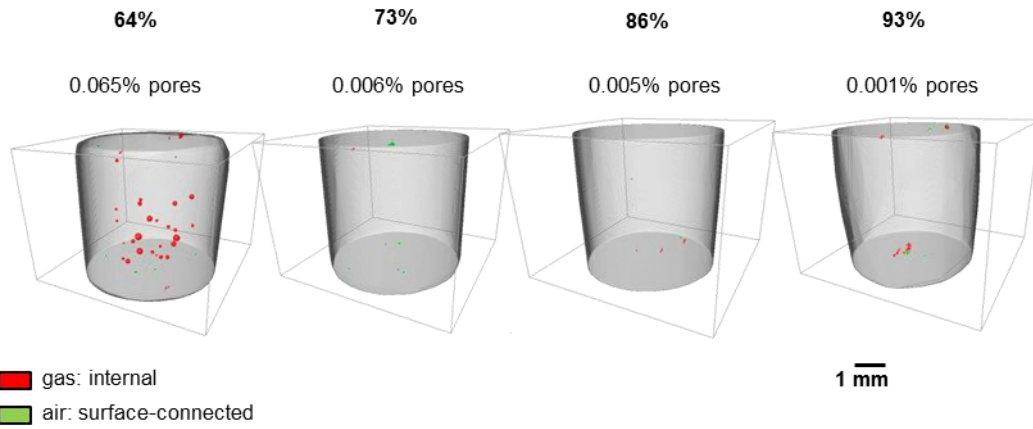 64% 73% 86% 93%
0.065% pores 0.006% pores 0.005% pores 0.001% pores
gas: internal
1 mm
air: surface-connected